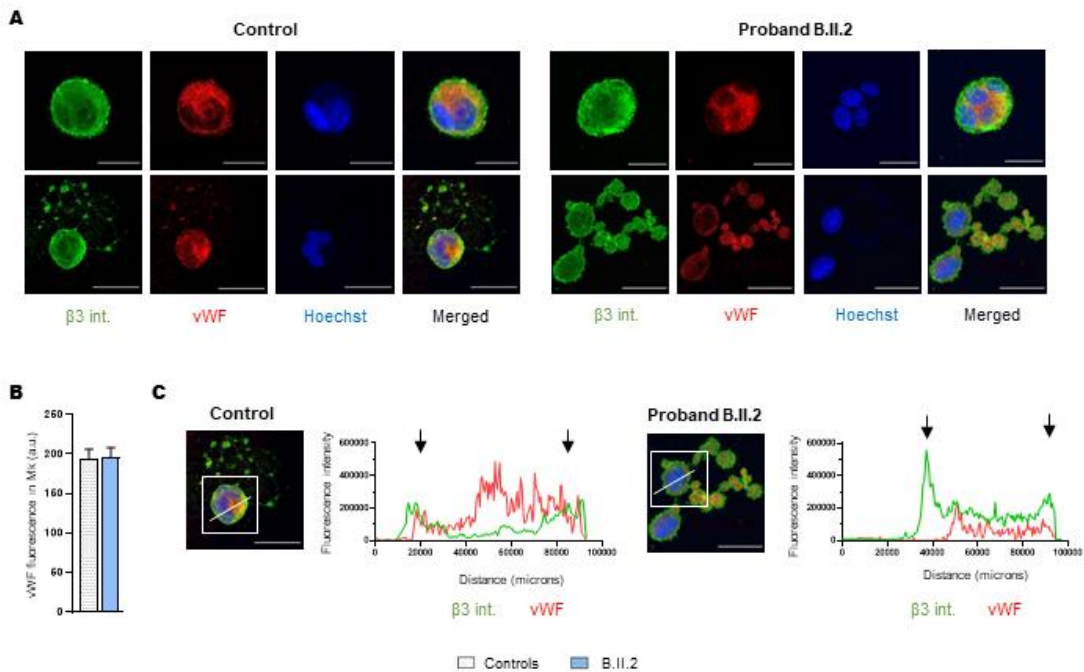 A
Control
Proband B.II.2
β3 int.
vWF
Hoechst
Merged
β3 int.
vWF
Hoechst
Merged
B
vWF fluorescence in Mk (a.u.)
250
200
150
100
50
0
C
Control
Fluorescence intensity
600000
400000
200000
0
0 20000 40000 60000 80000 100000
Distance (microns)
β3 int. vWF
Proband B.II.2
Fluorescence intensity
600000
400000
200000
0
0 20000 40000 60000 80000 100000
Distance (microns)
β3 int. vWF
Controls B.II.2